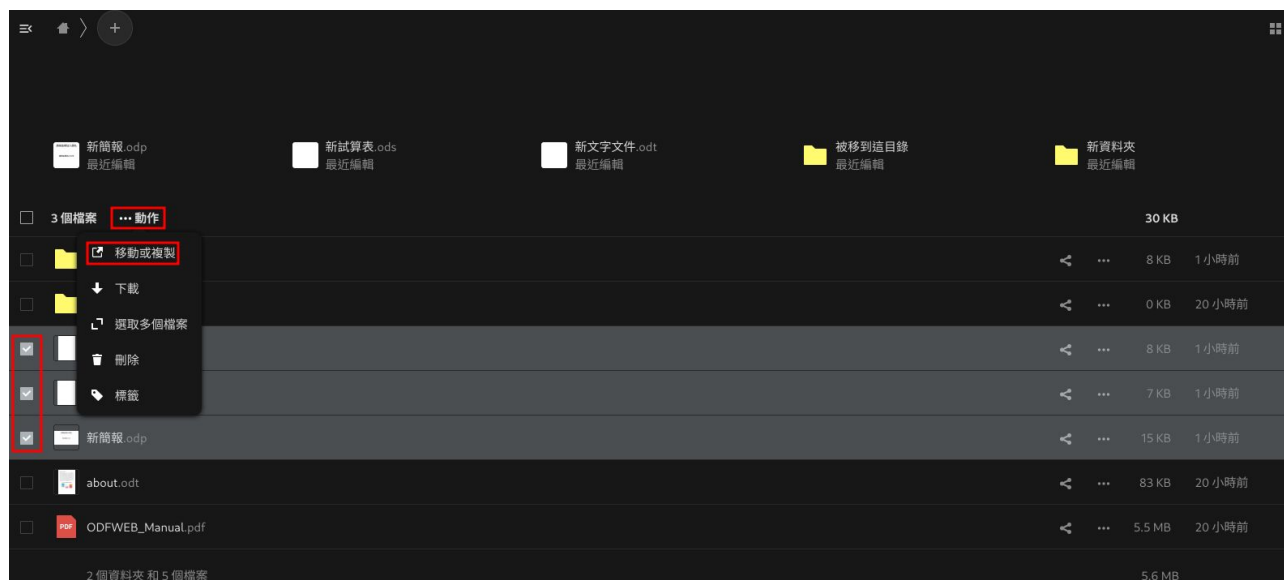 新簡報.odp
最近編輯
新試算表.ods
最近編輯
新文字文件.odt
最近編輯
被移到這目錄
最近編輯
新資料夾
最近編輯
3 個檔案 ••• 動作 30 KB
移動或複製
8 KB 1 小時前
下載
0 KB 20 小時前
選取多個檔案
8 KB 1 小時前
刪除
標籤
7 KB 1 小時前
新簡報.odp 15 KB 1 小時前
about.odt 83 KB 20 小時前
PDF ODFWEB_Manual.pdf 5.5 MB 20 小時前
2 個資料夾 和 5 個檔案 5.6 MB